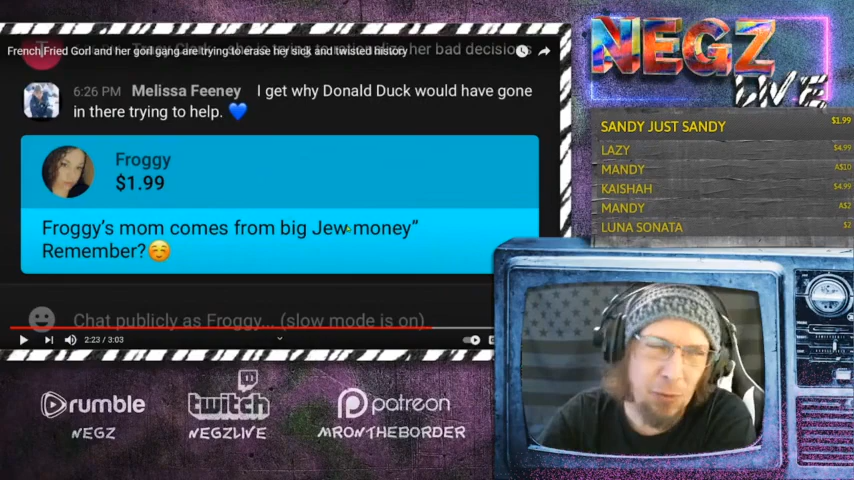 French Fried Gorl and her gorl gang are trying to erase her sick and twisted history
6:26 PM Melissa Feeney I get why Donald Duck would have gone
in there trying to help. 💙
Froggy
$1.99
Froggy's mom comes from big Jew money"
Remember?☺️
Chat publicly as Froggy... (slow mode is on)
2:23 / 3:03
NEGZ
LIVE
SANDY JUST SANDY $1.99
LAZY $4.99
MANDY A$10
KAISHAH $4.99
MANDY A$2
LUNA SONATA $2
rumble
NEGZ
twitch
NEGZLIVE
patreon
MRONTHEBORDER